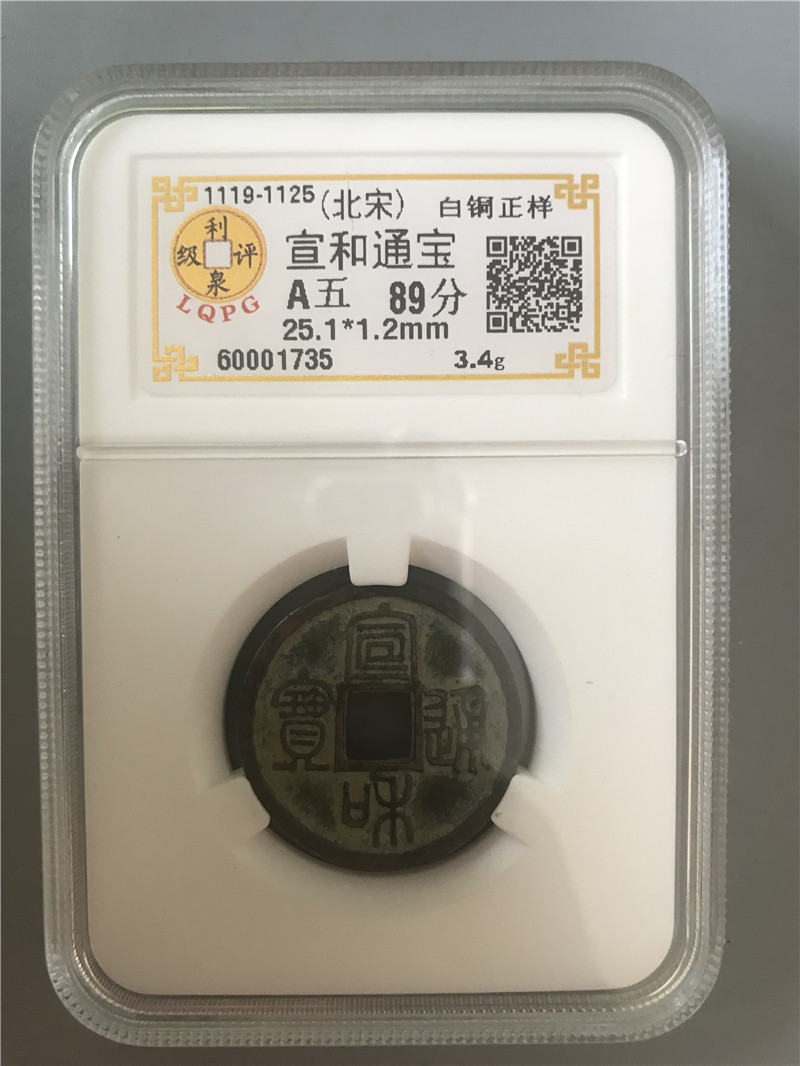 1119-1125 (北宋) 白铜正样
利泉评级
LQPG
宣和通宝
A五 89分
25.1*1.2mm
60001735 3.4g
宣和通寳